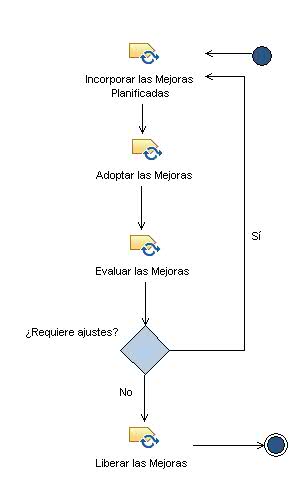 Incorporar las Mejoras
Planificadas
Adoptar las Mejoras
Evaluar las Mejoras
Sí
¿Requiere ajustes?
No
Liberar las Mejoras